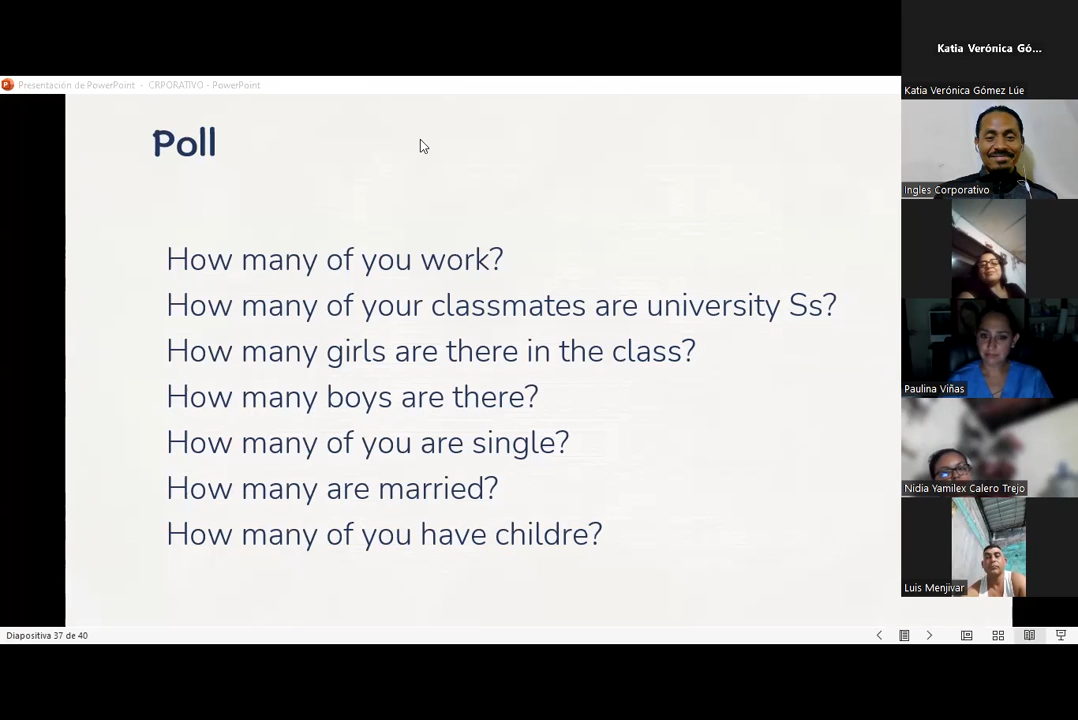 Katia Verónica Gó...
Presentación de PowerPoint - CRPORATIVO - PowerPoint
Katia Verónica Gómez Lúe
Poll
Ingles Corporativo
How many of you work?
How many of your classmates are university Ss?
How many girls are there in the class?
Paulina Viñas
How many boys are there?
How many of you are single?
How many are married?
Nidia Yamilex Calero Trejo
How many of you have childre?
Luis Menjivar
Diapositiva 37 de 40